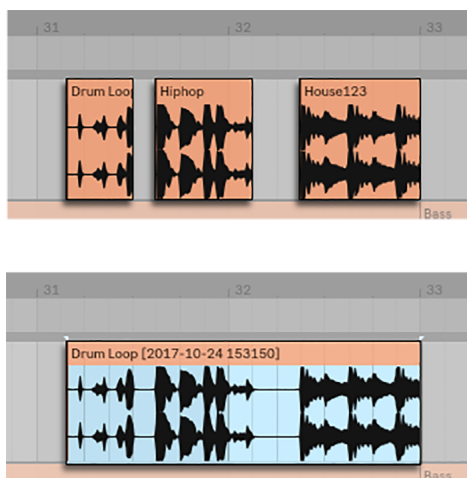 31 32 33
Drum Loop Hiphop House123
Bass
31 32 33
Drum Loop [2017-10-24 153150]
Bass